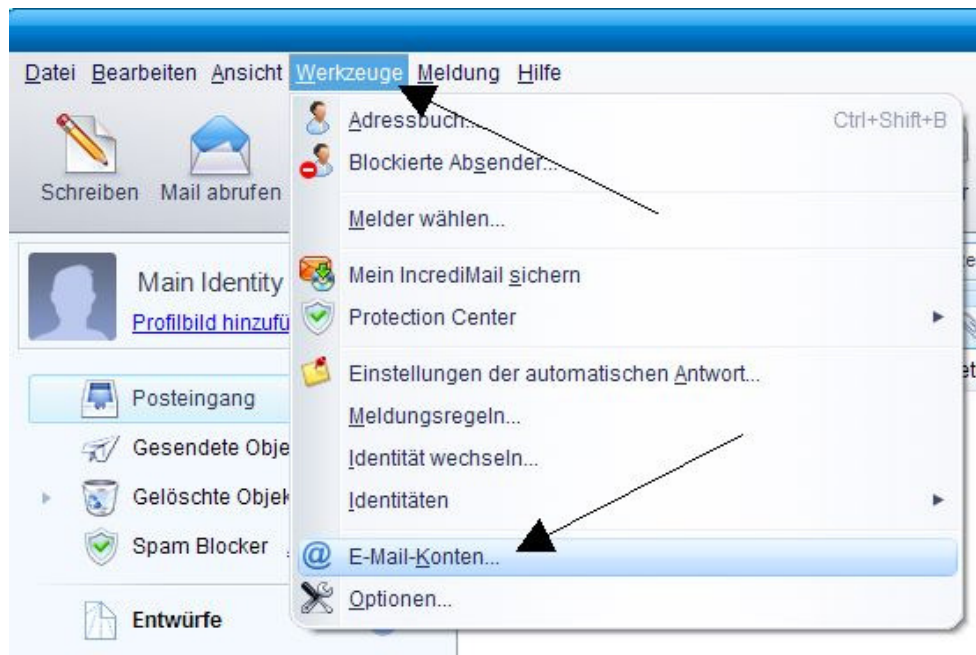 Datei Bearbeiten Ansicht Werkzeuge Meldung Hilfe
Adressbuch... Ctrl+Shift+B
Blockierte Absender...
Schreiben Mail abrufen
Melder wählen...
Main Identity
Mein IncrediMail sichern
Profilbild hinzufü
Protection Center
Einstellungen der automatischen Antwort...
Posteingang
Meldungsregeln...
Gesendete Obje
Identität wechseln...
Gelöschte Objek
Identitäten
Spam Blocker
E-Mail-Konten...
Optionen...
Entwürfe